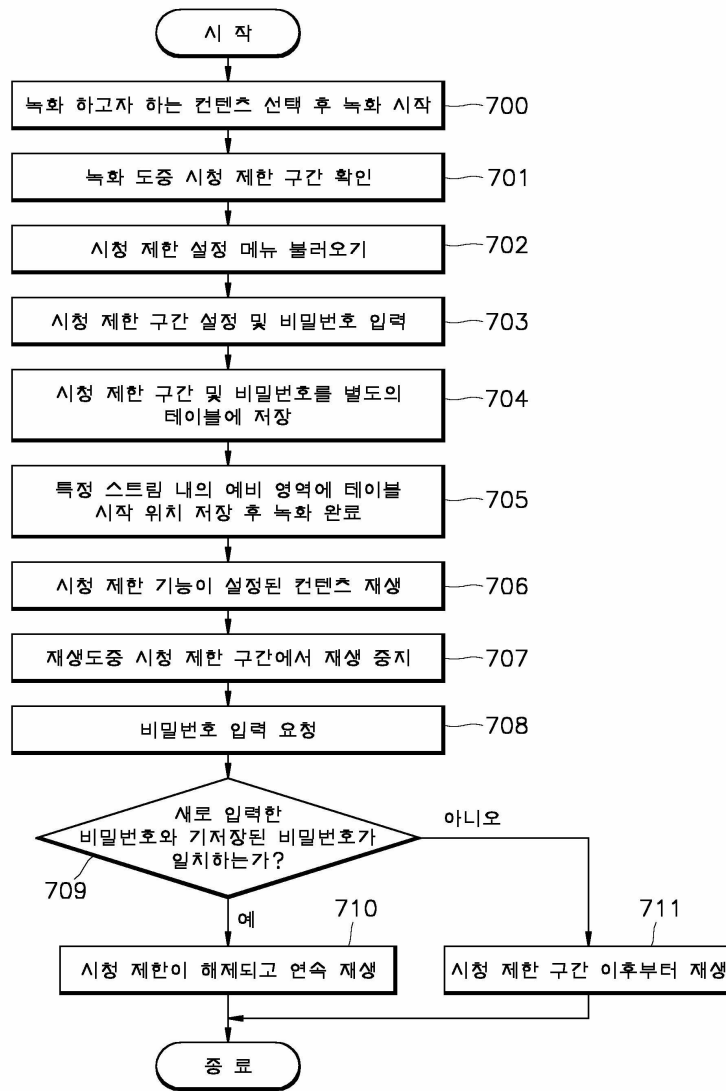 시 작
녹화 하고자 하는 컨텐츠 선택 후 녹화 시작
700
녹화 도중 시청 제한 구간 확인
701
시청 제한 설정 메뉴 불러오기
702
시청 제한 구간 설정 및 비밀번호 입력
703
시청 제한 구간 및 비밀번호를 별도의
테이블에 저장
704
특정 스트림 내의 예비 영역에 테이블
시작 위치 저장 후 녹화 완료
705
시청 제한 기능이 설정된 컨텐츠 재생
706
재생도중 시청 제한 구간에서 재생 중지
707
비밀번호 입력 요청
708
새로 입력한
비밀번호와 기저장된 비밀번호가
일치하는가?
709
아니오
예
710
시청 제한이 해제되고 연속 재생
711
시청 제한 구간 이후부터 재생
종 료